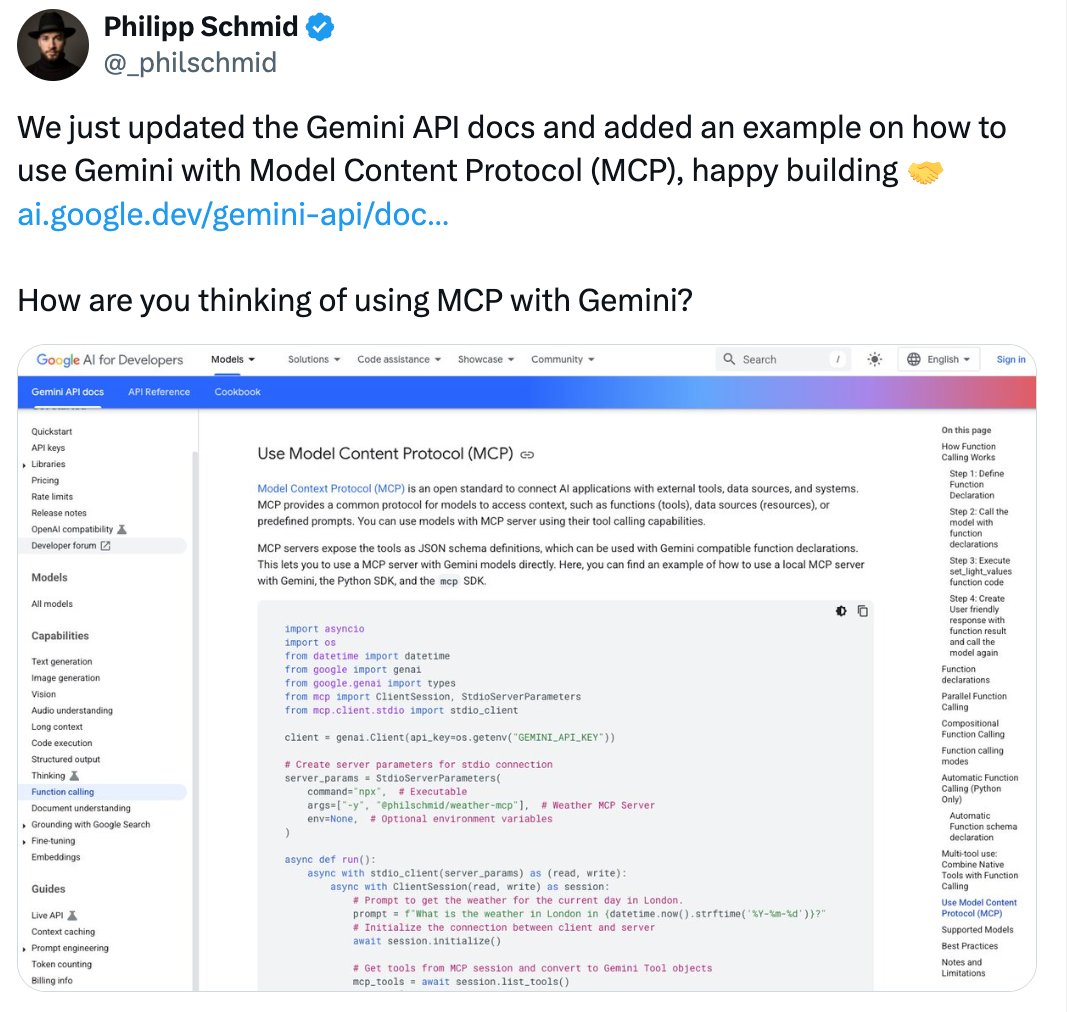 Philipp Schmid
@_philschmid
We just updated the Gemini API docs and added an example on how to
use Gemini with Model Content Protocol (MCP), happy building 🤝
ai.google.dev/gemini-api/doc…
How are you thinking of using MCP with Gemini?
Google AI for Developers
Models
Solutions
Code assistance
Showcase
Community
Search
/
English
Sign in
Gemini API docs
API Reference
Cookbook
Quickstart
API keys
Libraries
Pricing
Rate limits
Release notes
OpenAI compatibility
Developer forum
Models
All models
Capabilities
Text generation
Image generation
Vision
Audio understanding
Long context
Code execution
Structured output
Thinking
Function calling
Document understanding
Grounding with Google Search
Fine-tuning
Embeddings
Guides
Live API
Context caching
Prompt engineering
Token counting
Billing info
Use Model Content Protocol (MCP)
Model Context Protocol (MCP) is an open standard to connect AI applications with external tools, data sources, and systems.
MCP provides a common protocol for models to access context, such as functions (tools), data sources (resources), or
predefined prompts. You can use models with MCP server using their tool calling capabilities.
MCP servers expose the tools as JSON schema definitions, which can be used with Gemini compatible function declarations.
This lets you to use a MCP server with Gemini models directly. Here, you can find an example of how to use a local MCP server
with Gemini, the Python SDK, and the mcp SDK.
import asyncio
import os
from datetime import datetime
from google import genai
from google.genai import types
from mcp import ClientSession, StdioServerParameters
from mcp.client.stdio import stdio_client
client = genai.Client(api_key=os.getenv("GEMINI_API_KEY"))
# Create server parameters for stdio connection
server_params = StdioServerParameters(
    command="npx",  # Executable
    args=["-y", "@philschmid/weather-mcp"],  # Weather MCP Server
    env=None,  # Optional environment variables
)
async def run():
    async with stdio_client(server_params) as (read, write):
        async with ClientSession(read, write) as session:
            # Prompt to get the weather for the current day in London.
            prompt = f"What is the weather in London in {datetime.now().strftime('%Y-%m-%d')}?"
            # Initialize the connection between client and server
            await session.initialize()
            # Get tools from MCP session and convert to Gemini Tool objects
            mcp_tools = await session.list_tools()
On this page
How Function
Calling Works
Step 1: Define
Function
Declaration
Step 2: Call the
model with
function
declarations
Step 3: Execute
set_light_values
function code
Step 4: Create
User friendly
response with
function result
and call the
model again
Function
declarations
Parallel Function
Calling
Compositional
Function Calling
Function calling
modes
Automatic Function
Calling (Python
Only)
Automatic
Function schema
declaration
Multi-tool use:
Combine Native
Tools with Function
Calling
Use Model Content
Protocol (MCP)
Supported Models
Best Practices
Notes and
Limitations